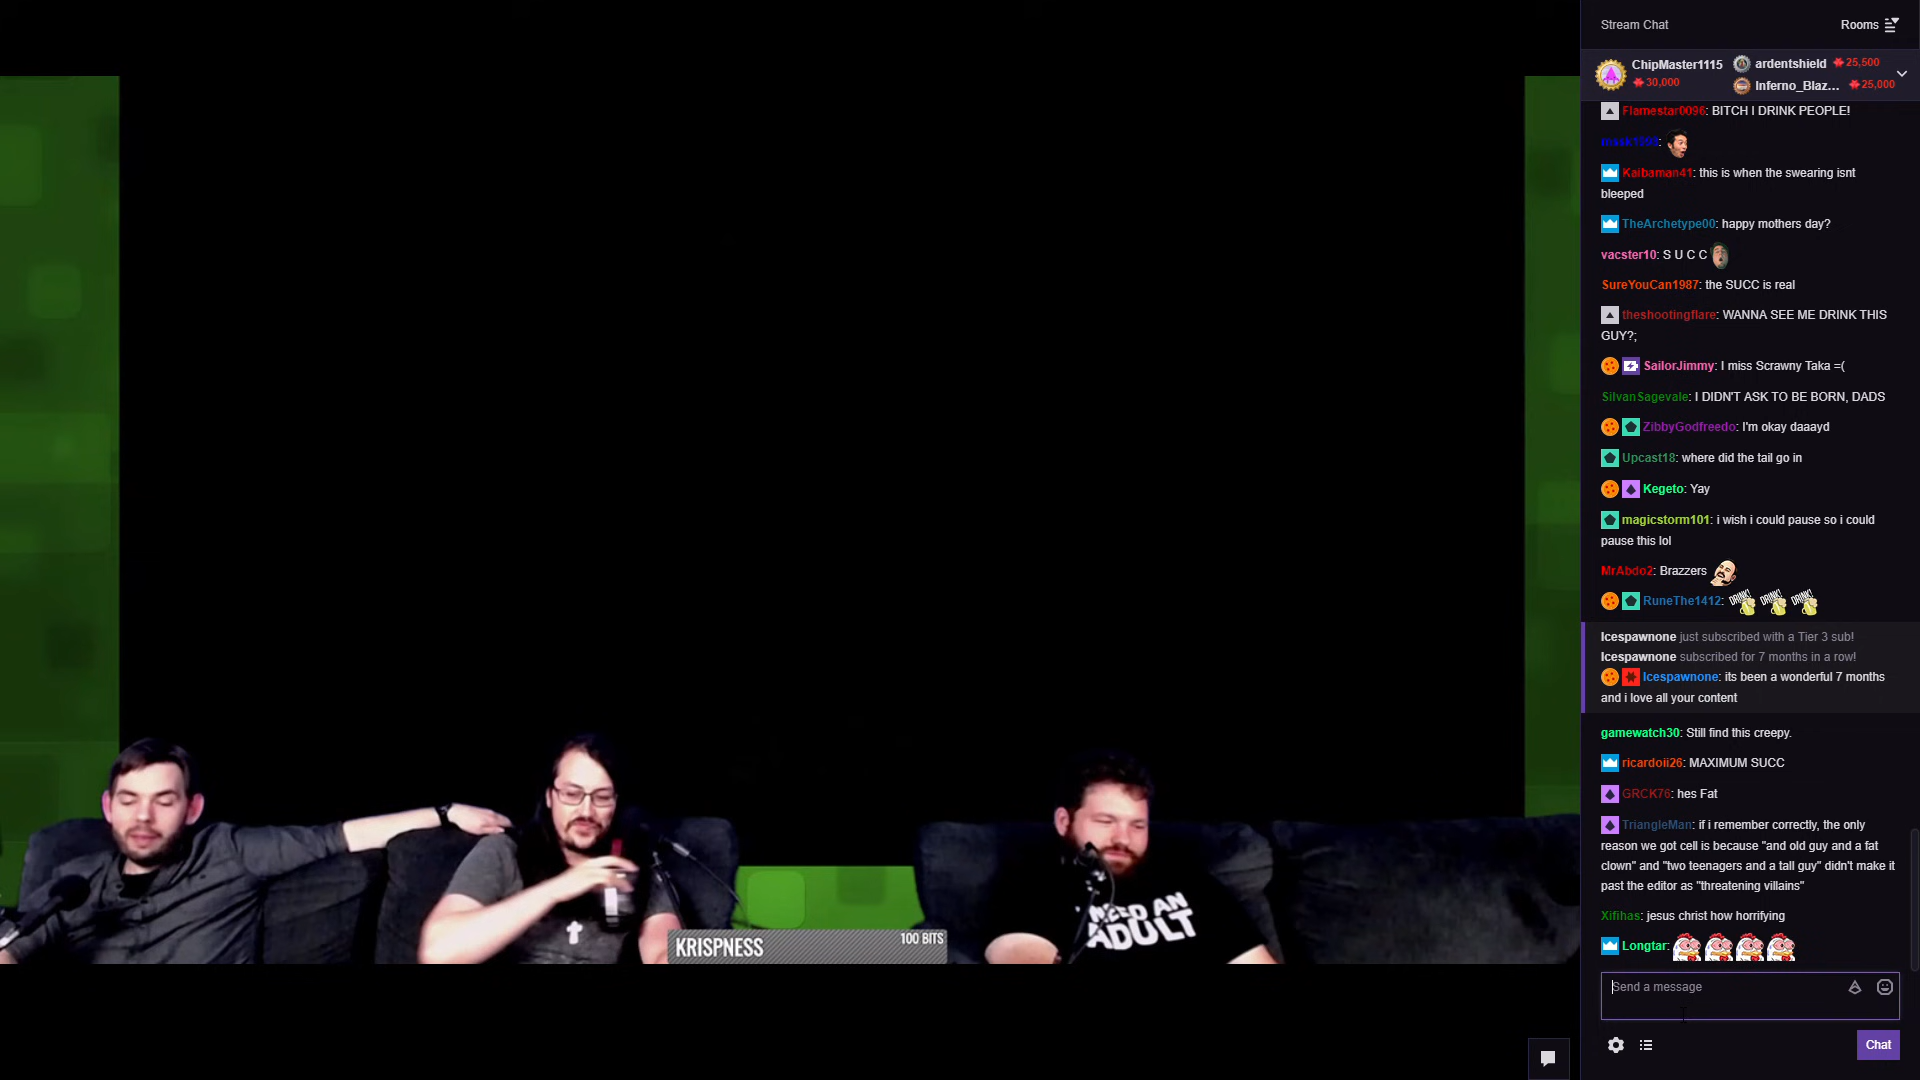 Stream Chat
Rooms
ChipMaster1115
30,000
ardentshield 25,500
Inferno_Blaz... 25,000
Flamestar0096: BITCH I DRINK PEOPLE!
Kaibaman41: this is when the swearing isnt
bleeped
TheArchetype00: happy mothers day?
vacster10: S U C C
SureYouCan1987: the SUCC is real
theshootingflare: WANNA SEE ME DRINK THIS
GUY?;
SailorJimmy: I miss Scrawny Taka =(
SilvanSagevale: I DIDN'T ASK TO BE BORN, DADS
ZibbyGodfreedo: I'm okay daaayd
Upcast18: where did the tail go in
Kegeto: Yay
magicstorm101: i wish i could pause so i could
pause this lol
MrAbdo2: Brazzers
RuneThe1412: DRINK! DRINK! DRINK!
Icespawnone just subscribed with a Tier 3 sub!
Icespawnone subscribed for 7 months in a row!
Icespawnone: its been a wonderful 7 months
and i love all your content
gamewatch30: Still find this creepy.
ricardoii26: MAXIMUM SUCC
GRCK76: hes Fat
TriangleMan: if i remember correctly, the only
reason we got cell is because "and old guy and a fat
clown" and "two teenagers and a tall guy" didn't make it
past the editor as "threatening villains"
Xifihas: jesus christ how horrifying
Longtar:
Send a message
Chat
I NEED AN
ADULT
KRISPNESS
100 BITS